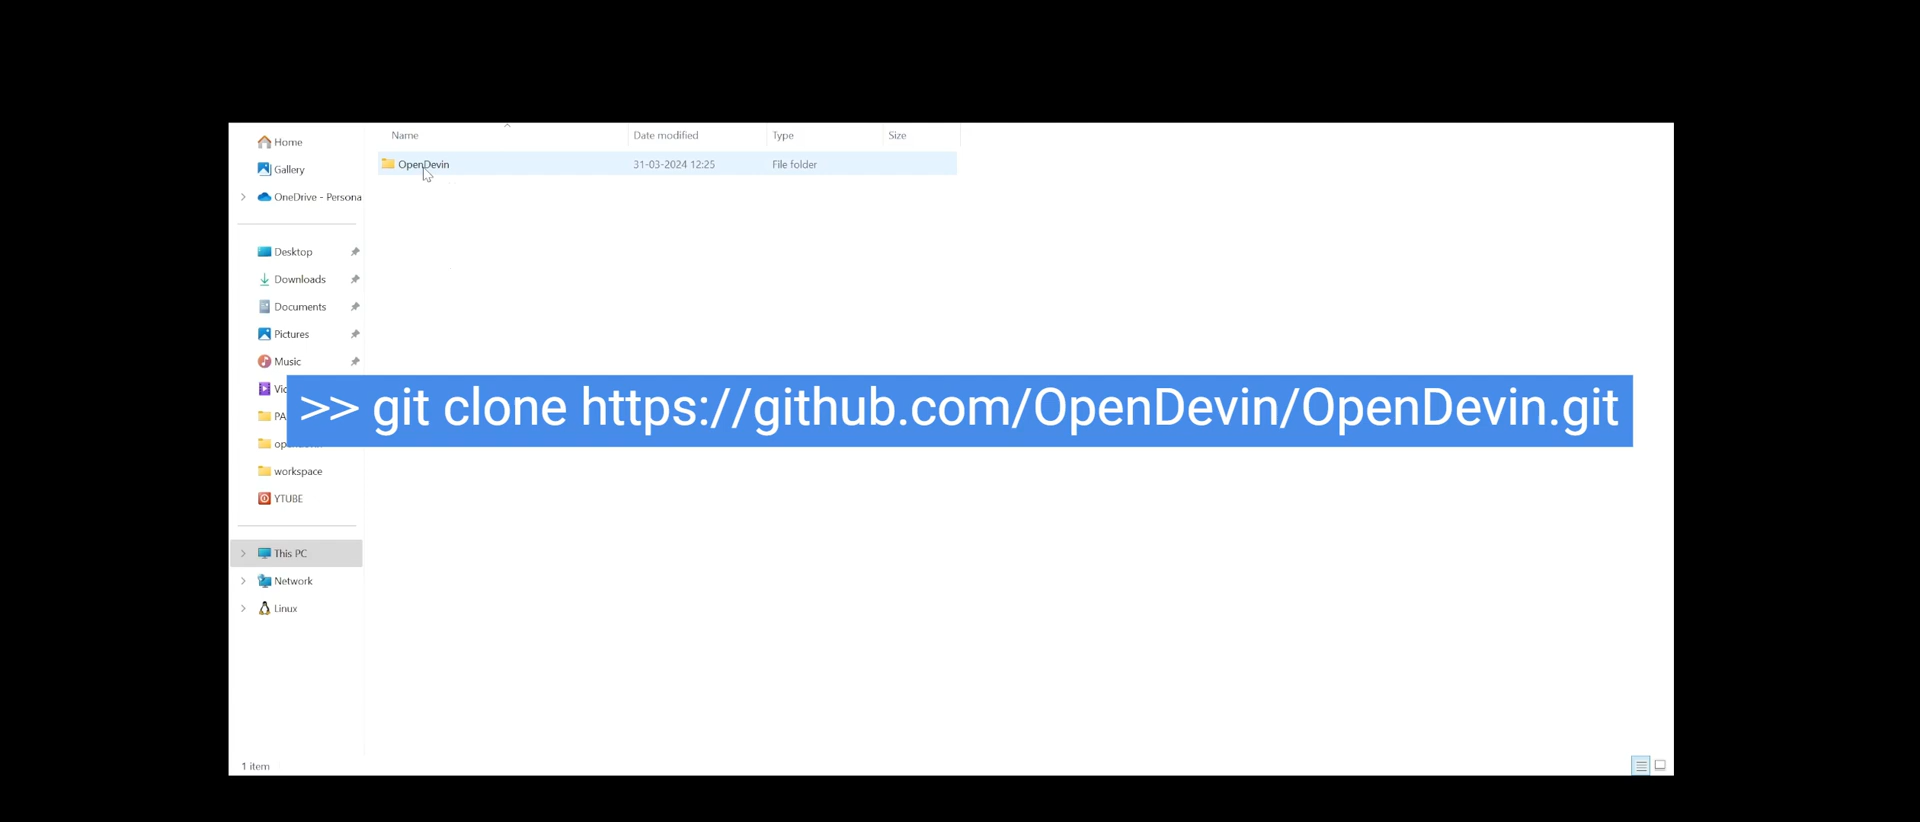 Home
Gallery
OneDrive - Persona
Desktop
Downloads
Documents
Pictures
Music
workspace
YTUBE
This PC
Network
Linux
1 item
Name Date modified Type Size
OpenDevin 31-03-2024 12:25 File folder
>> git clone https://github.com/OpenDevin/OpenDevin.git